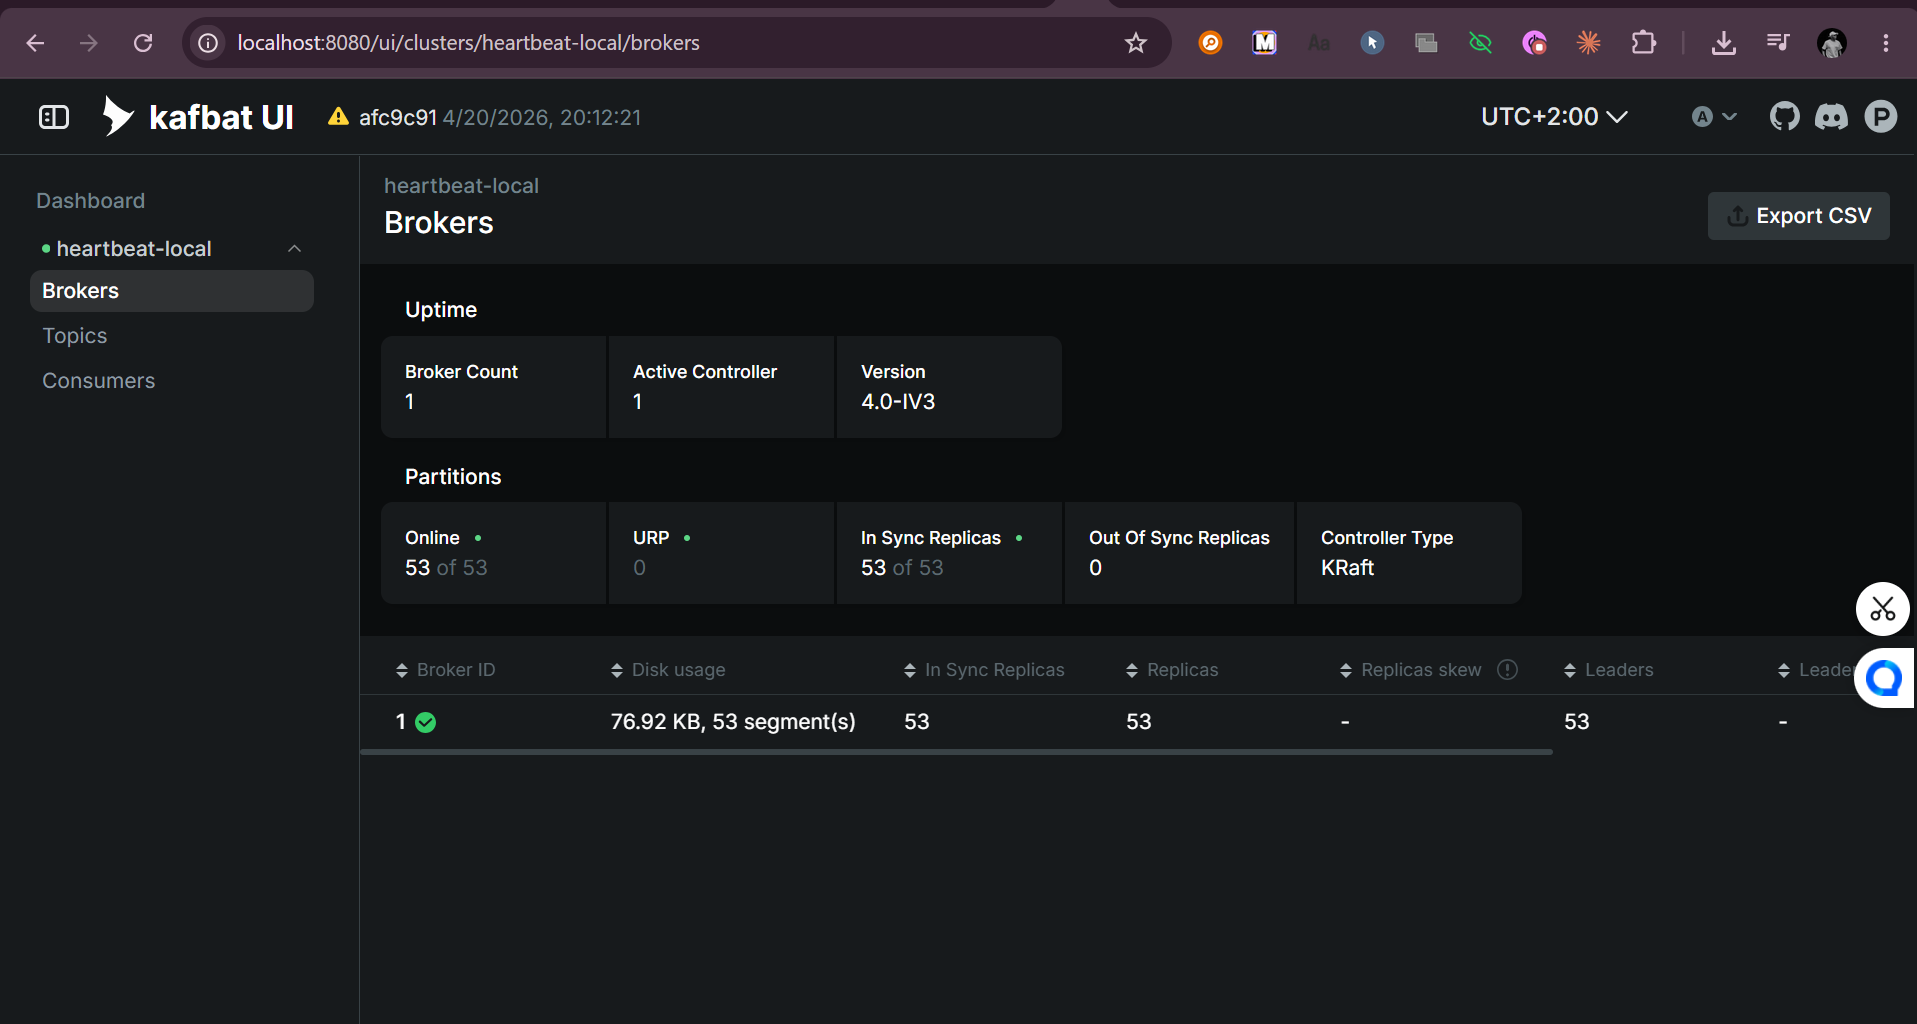 localhost:8080/ui/clusters/heartbeat-local/brokers
M
Aa
kafbat UI
afc9c91 4/20/2026, 20:12:21
UTC+2:00
A
P
Dashboard
heartbeat-local
Brokers
Topics
Consumers
heartbeat-local
Brokers
Export CSV
Uptime
Broker Count
1
Active Controller
1
Version
4.0-IV3
Partitions
Online
53 of 53
URP
0
In Sync Replicas
53 of 53
Out Of Sync Replicas
0
Controller Type
KRaft
Broker ID Disk usage In Sync Replicas Replicas Replicas skew Leaders Leader
1 76.92 KB, 53 segment(s) 53 53 - 53 -